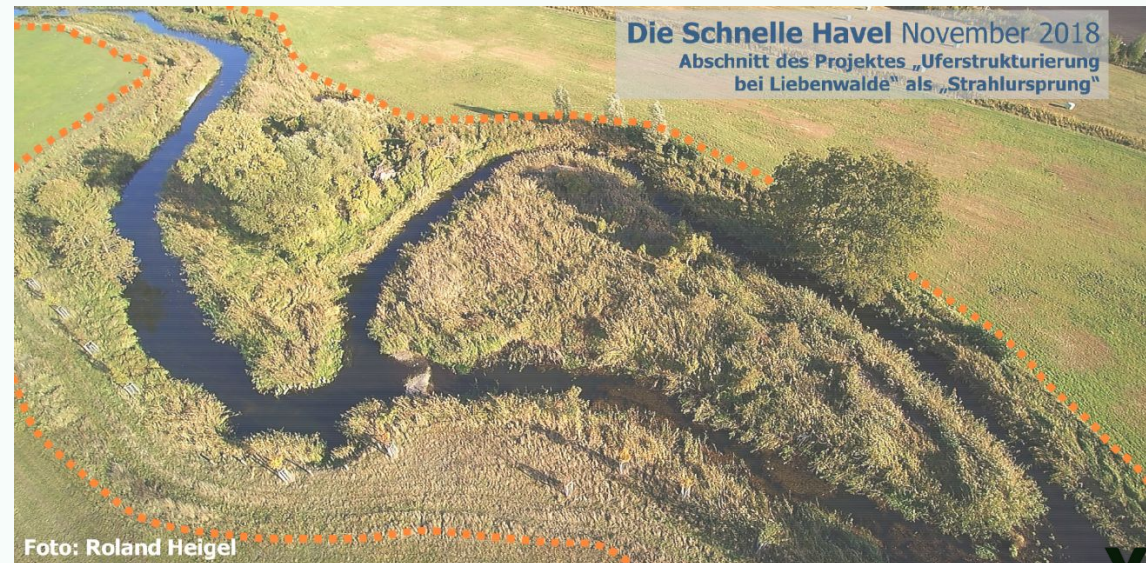 Die Schnelle Havel November 2018
Abschnitt des Projektes „Uferstrukturierung
bei Liebenwalde“ als „Strahlursprung“
Foto: Roland Heigel